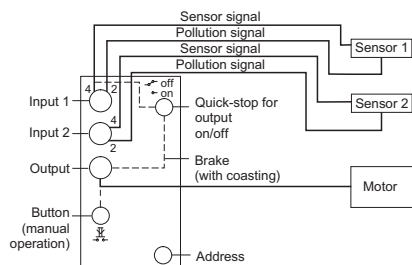 Sensor signal
Pollution signal
Sensor signal
Pollution signal
Sensor 1
Sensor 2
4
2
off
on
Input 1
Quick-stop for
output
on/off
Input 2
4
2
Output
Brake
(with coasting)
Motor
Button
(manual
operation)
Address